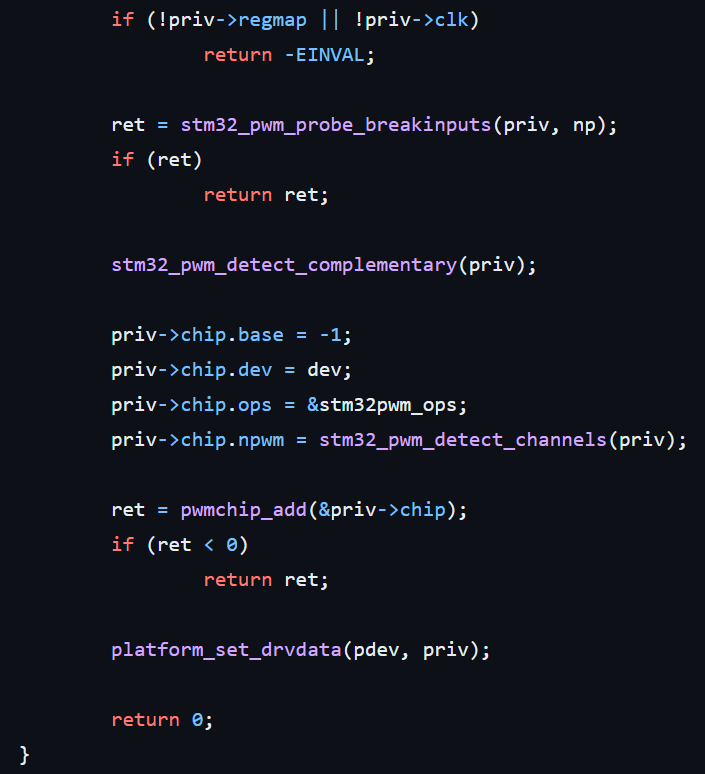 if (!priv->regmap || !priv->clk)
return -EINVAL;
ret = stm32_pwm_probe_breakinputs(priv, np);
if (ret)
return ret;
stm32_pwm_detect_complementary(priv);
priv->chip.base = -1;
priv->chip.dev = dev;
priv->chip.ops = &stm32pwm_ops;
priv->chip.npwm = stm32_pwm_detect_channels(priv);
ret = pwmchip_add(&priv->chip);
if (ret < 0)
return ret;
platform_set_drvdata(pdev, priv);
return 0;
}